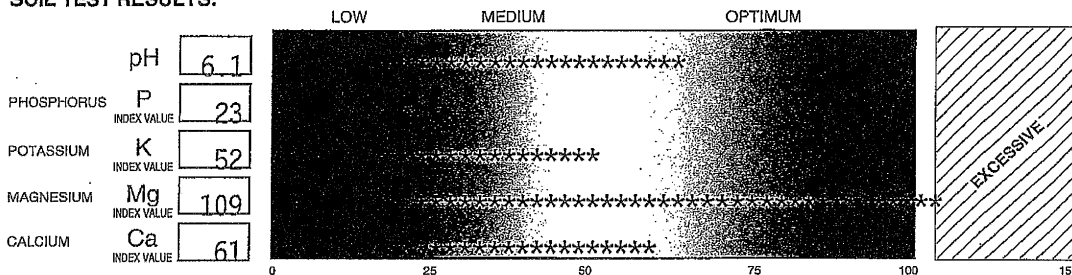 SOIL TEST RESULTS:
LOW MEDIUM OPTIMUM
pH 6.1
PHOSPHORUS P INDEX VALUE 23
POTASSIUM K INDEX VALUE 52
MAGNESIUM Mg INDEX VALUE 109
CALCIUM Ca INDEX VALUE 61
EXCESSIVE
0 25 50 75 100 150